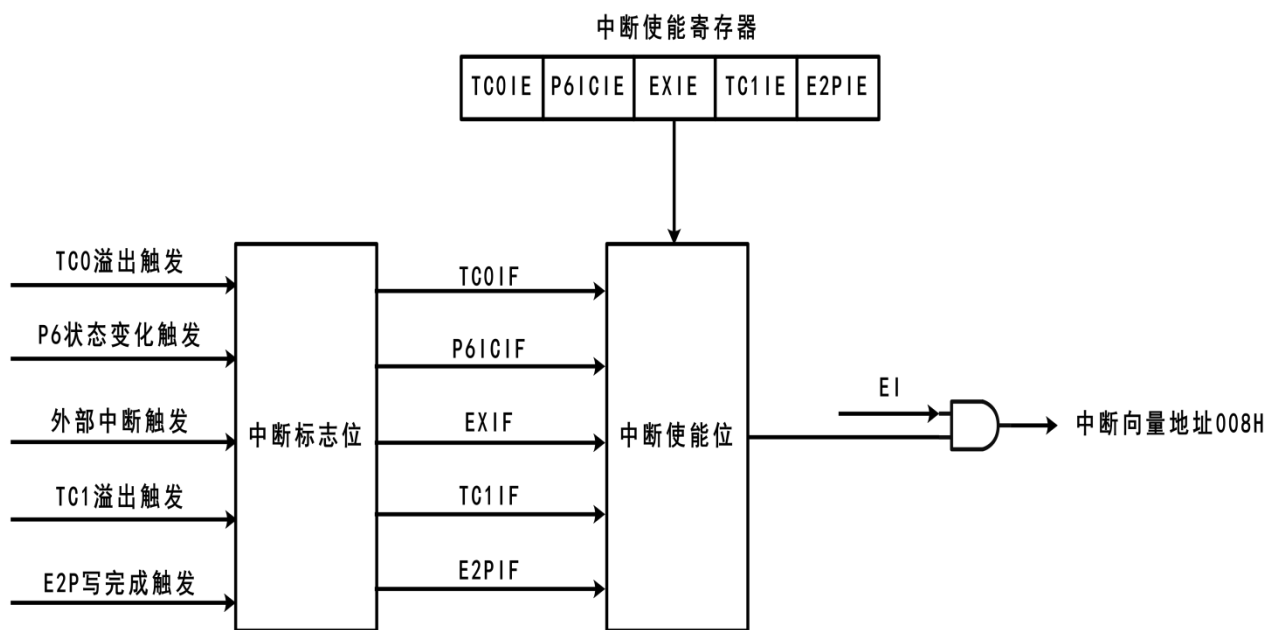 中断使能寄存器
TC0IE P6ICIE EXIE TC1IE E2PIE
TC0溢出触发
P6状态变化触发
外部中断触发
TC1溢出触发
E2P写完成触发
中断标志位
TC0IF
P6ICIF
EXIF
TC1IF
E2PIF
中断使能位
EI
中断向量地址008H